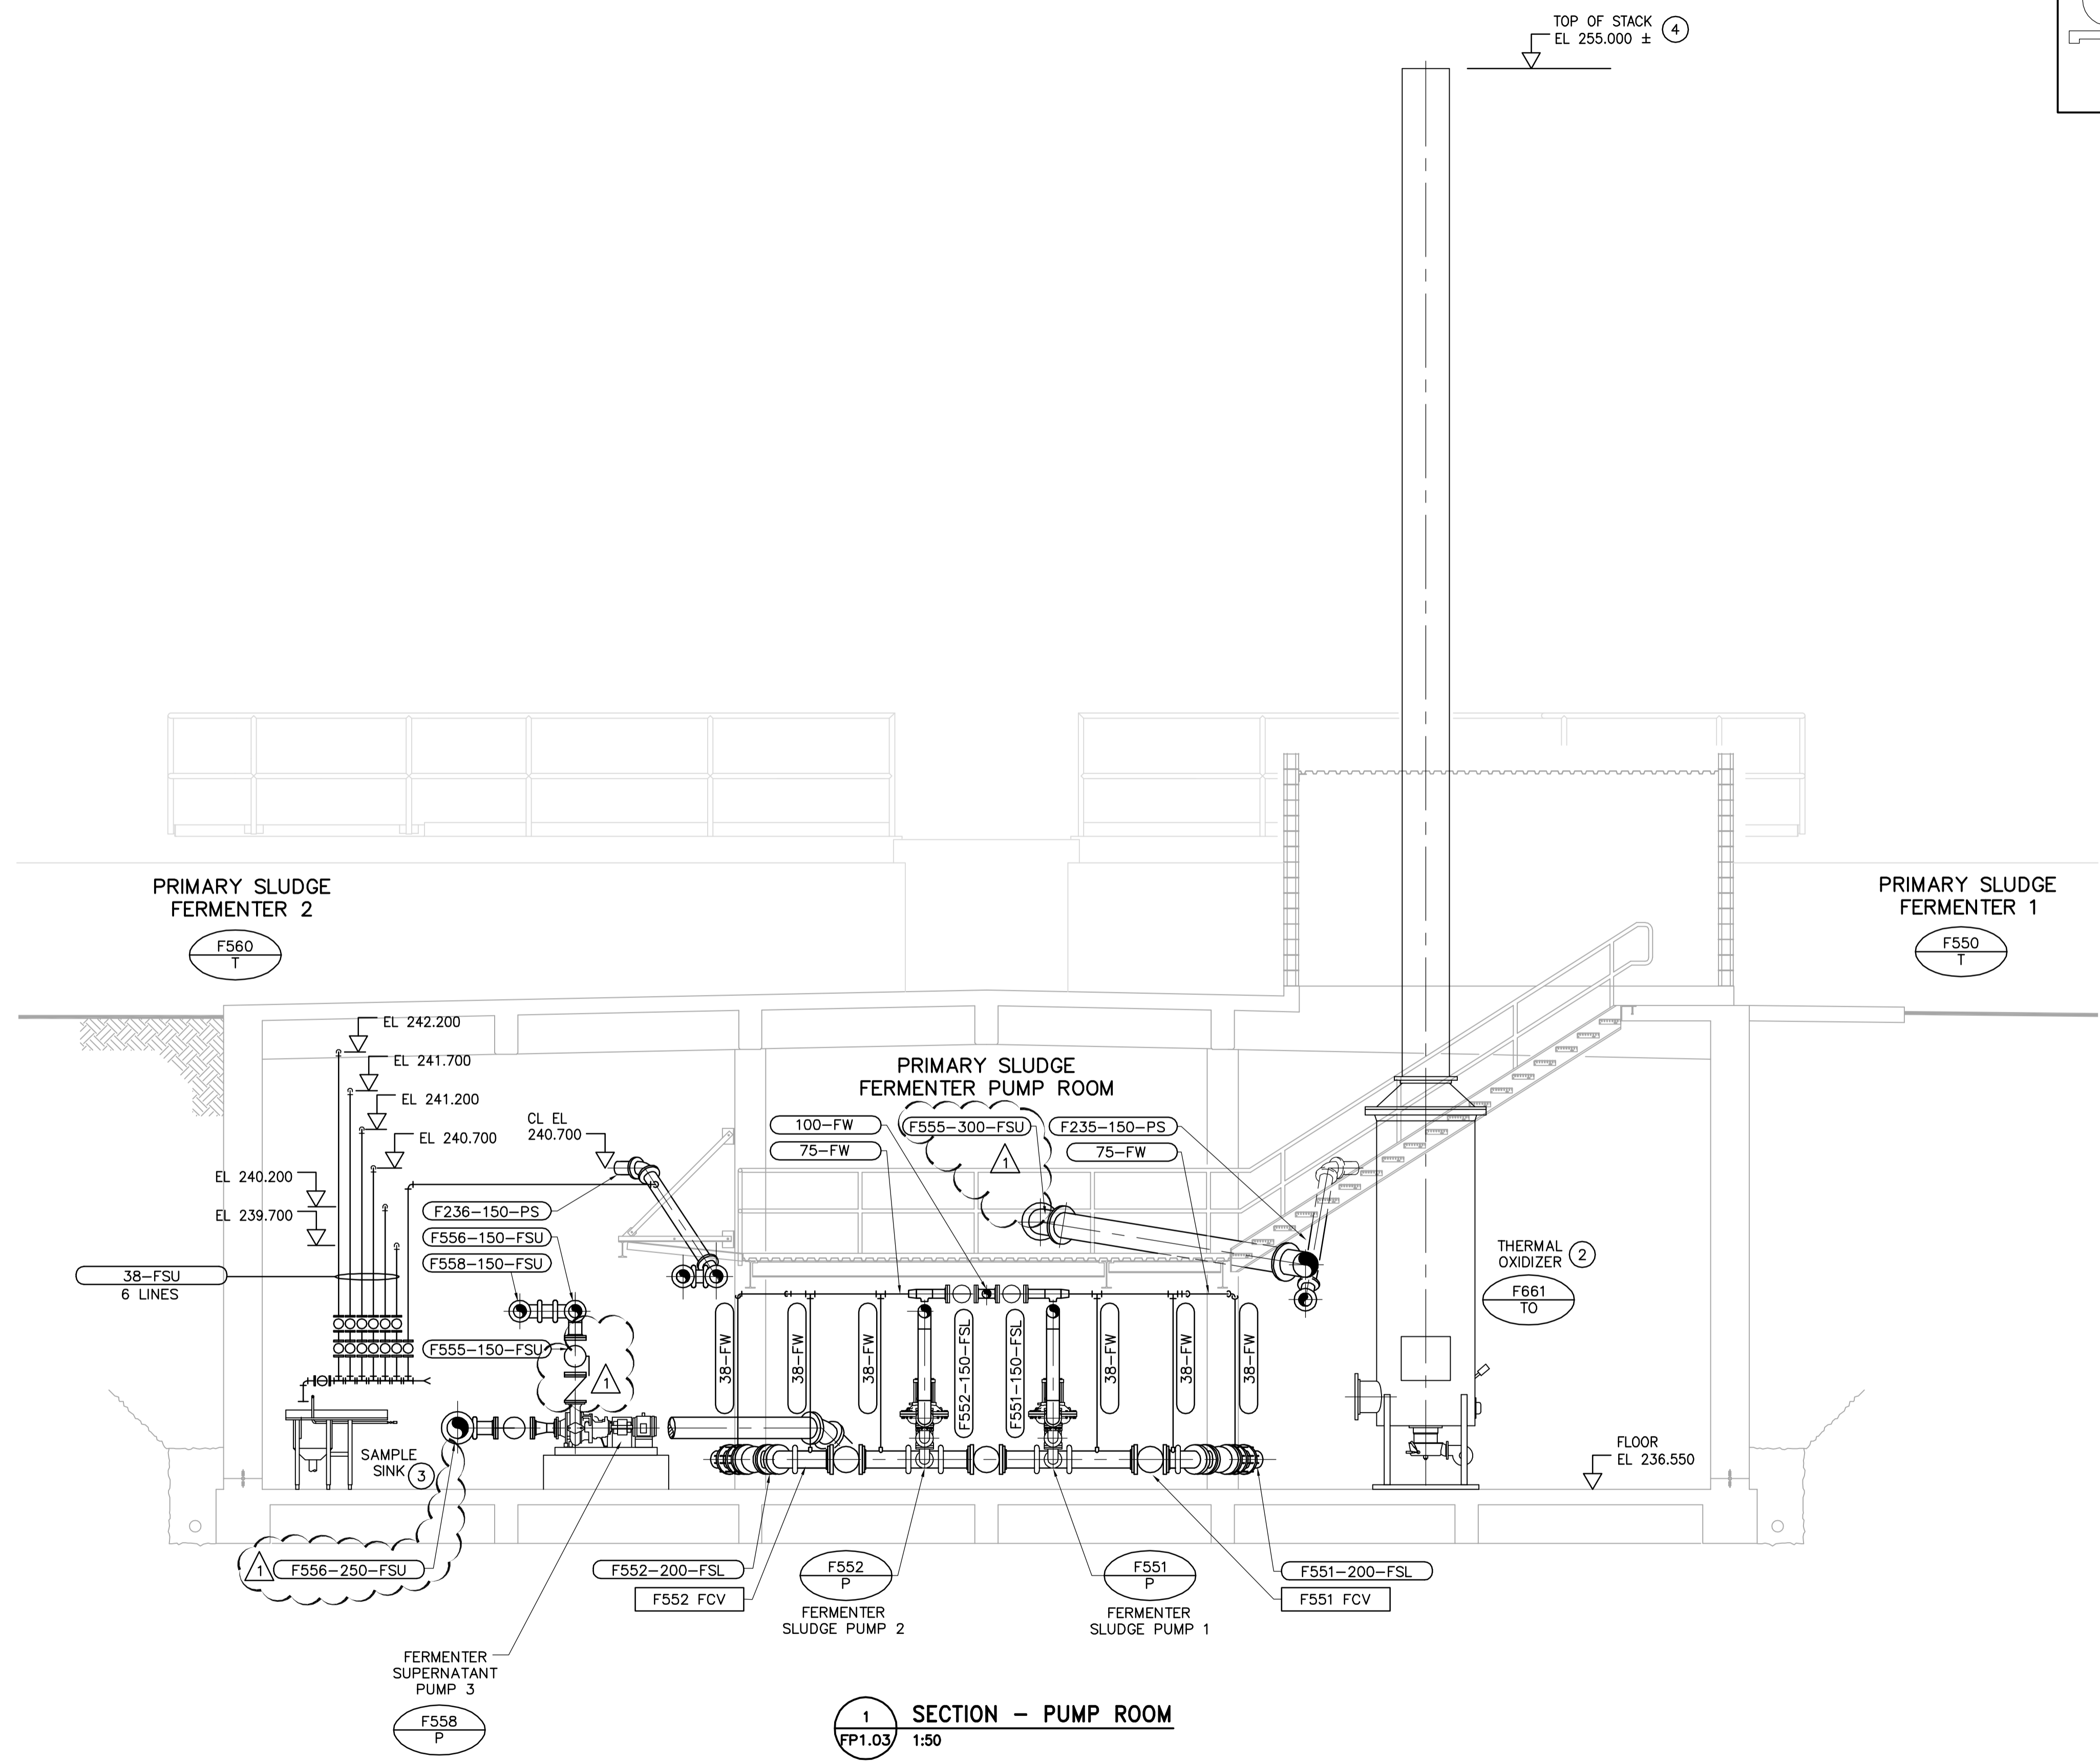 TOP OF STACK
EL 255.000 ±
4
PRIMARY SLUDGE
FERMENTER 2
F560
T
PRIMARY SLUDGE
FERMENTER 1
F550
T
EL 242.200
EL 241.700
EL 241.200
EL 240.700
EL 240.200
EL 239.700
CL EL
240.700
PRIMARY SLUDGE
FERMENTER PUMP ROOM
100-FW
75-FW
F555-300-FSU
1
F235-150-PS
75-FW
F236-150-PS
F556-150-FSU
F558-150-FSU
F555-150-FSU
1
38-FSU
6 LINES
THERMAL
OXIDIZER
2
F661
TO
38-FW
38-FW
38-FW
F552-150-FSL
F551-150-FSL
38-FW
38-FW
38-FW
SAMPLE
SINK
3
FLOOR
EL 236.550
1
F556-250-FSU
F552-200-FSL
F552 FCV
F552
P
FERMENTER
SLUDGE PUMP 2
F551
P
FERMENTER
SLUDGE PUMP 1
F551-200-FSL
F551 FCV
FERMENTER
SUPERNATANT
PUMP 3
F558
P
1
FP1.03
SECTION - PUMP ROOM
1:50